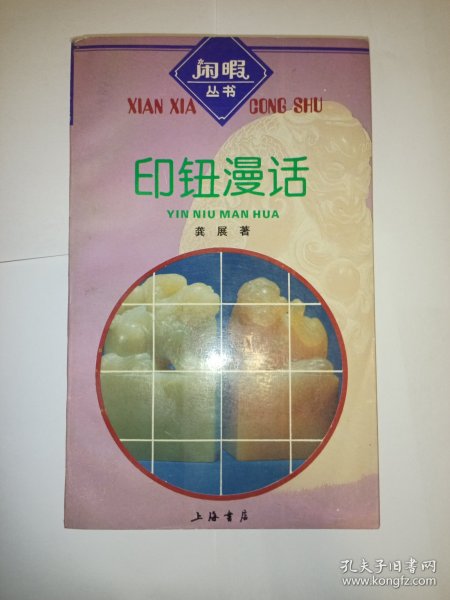 闲暇
丛书
XIAN XIA CONG SHU
印钮漫话
YIN NIU MAN HUA
龚展著
上海书店
孔夫子旧书网
www.kongfz.com